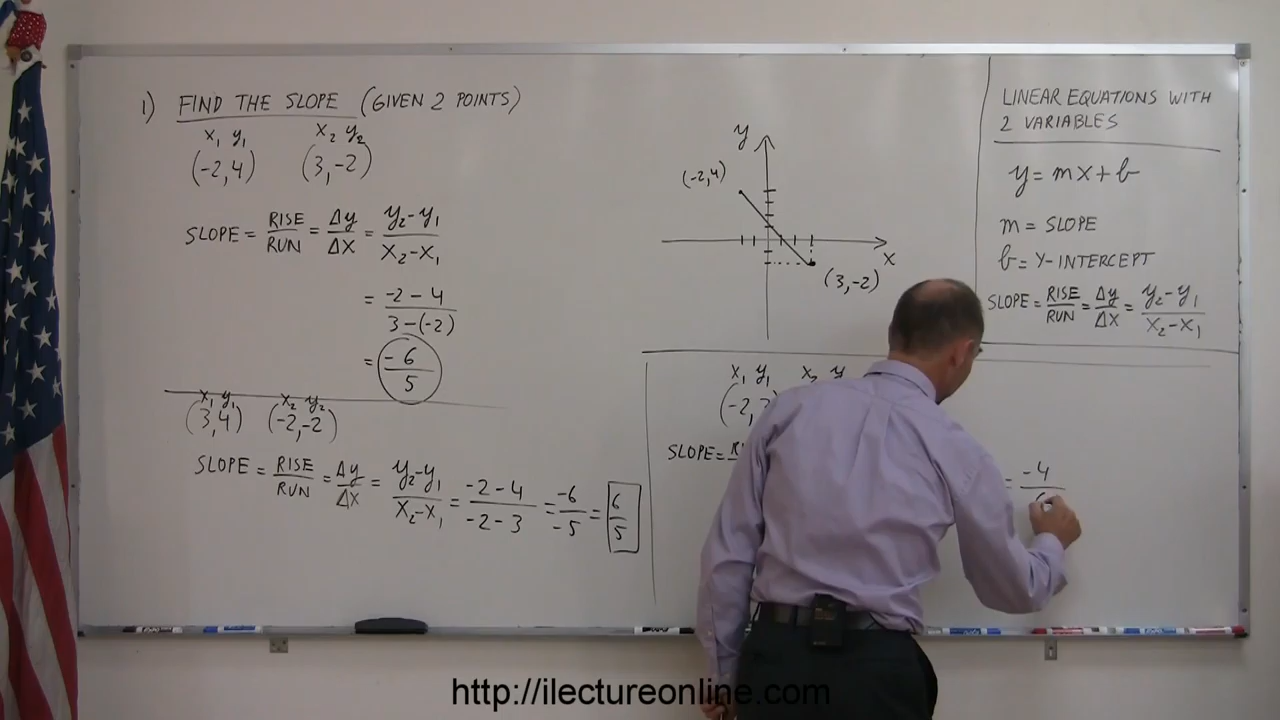 1) FIND THE SLOPE (GIVEN 2 POINTS)
x₁ y₁ x₂ y₂
(-2,4) (3,-2)
SLOPE = RISE/RUN = Δy/Δx = y₂-y₁/x₂-x₁
= -2-4/3-(-2)
= -6/5
x₁ y₁ x₂ y₂
(3,4) (-2,-2)
SLOPE = RISE/RUN = Δy/Δx = y₂-y₁/x₂-x₁ = -2-4/-2-3 = -6/-5 = 6/5
y
(-2,4)
x
(3,-2)
LINEAR EQUATIONS WITH
2 VARIABLES
y = mx + b
m = SLOPE
b = Y-INTERCEPT
SLOPE = RISE/RUN = Δy/Δx = y₂-y₁/x₂-x₁
x₁ y₁ x₂ y
(-2,
SLOPE =
= -4
http://ilectureonline.com